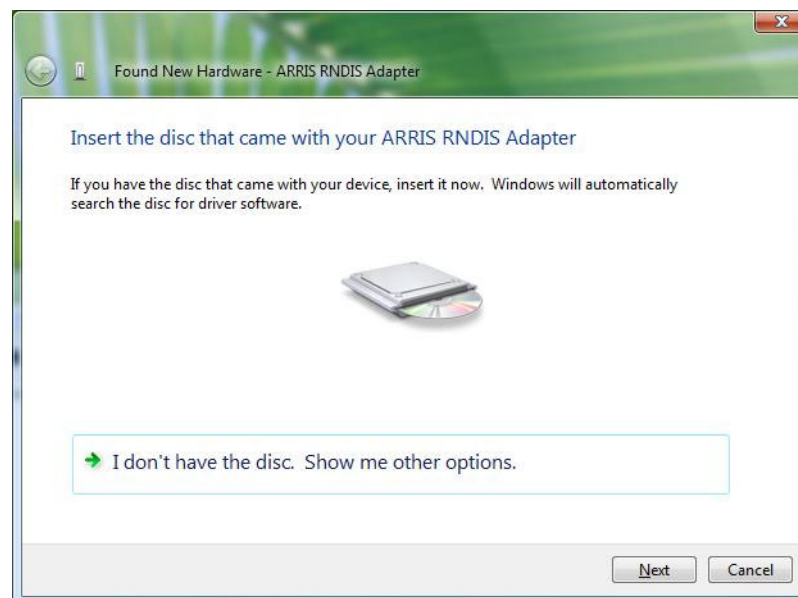 Found New Hardware - ARRIS RNDIS Adapter
Insert the disc that came with your ARRIS RNDIS Adapter
If you have the disc that came with your device, insert it now.  Windows will automatically
search the disc for driver software.
I don't have the disc.  Show me other options.
Next
Cancel